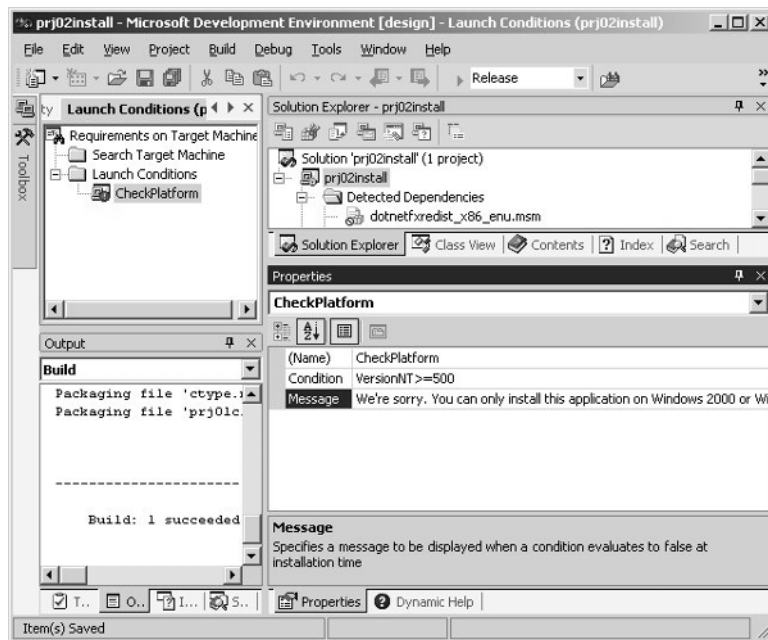 prj02install - Microsoft Development Environment [design] - Launch Conditions (prj02install)
File Edit View Project Build Debug Tools Window Help
Release
ty Launch Conditions (p
Requirements on Target Machine
Search Target Machine
Launch Conditions
CheckPlatform
Toolbox
Solution Explorer - prj02install
Solution 'prj02install' (1 project)
prj02install
Detected Dependencies
dotnetfxredist_x86_enu.msm
Solution Explorer Class View Contents Index Search
Properties
CheckPlatform
(Name) CheckPlatform
Condition VersionNT>=500
Message We're sorry. You can only install this application on Windows 2000 or Wi
Message
Specifies a message to be displayed when a condition evaluates to false at
installation time
Properties Dynamic Help
Output
Build
Packaging file 'ctype.
Packaging file 'prj01c.
------------------------
Build: 1 succeeded
T.. O.. I... S..
Item(s) Saved